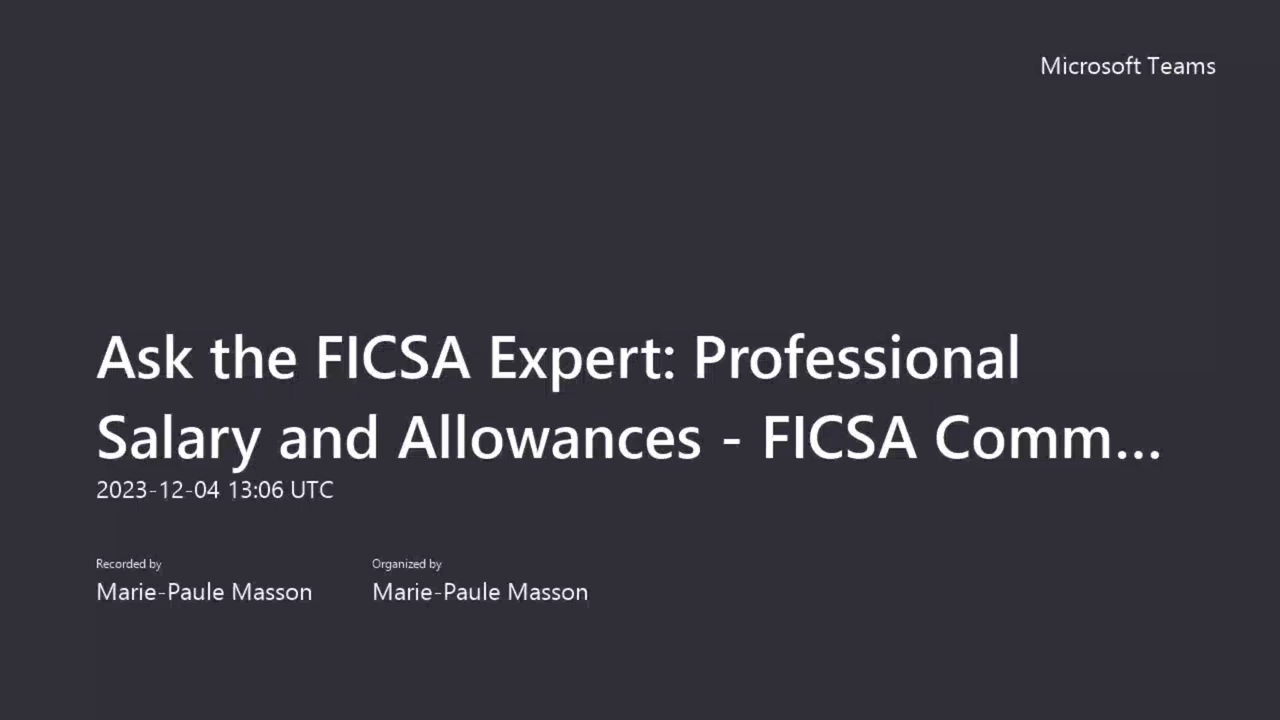 Microsoft Teams
Ask the FICSA Expert: Professional
Salary and Allowances - FICSA Comm...
2023-12-04 13:06 UTC
Recorded by
Marie-Paule Masson
Organized by
Marie-Paule Masson